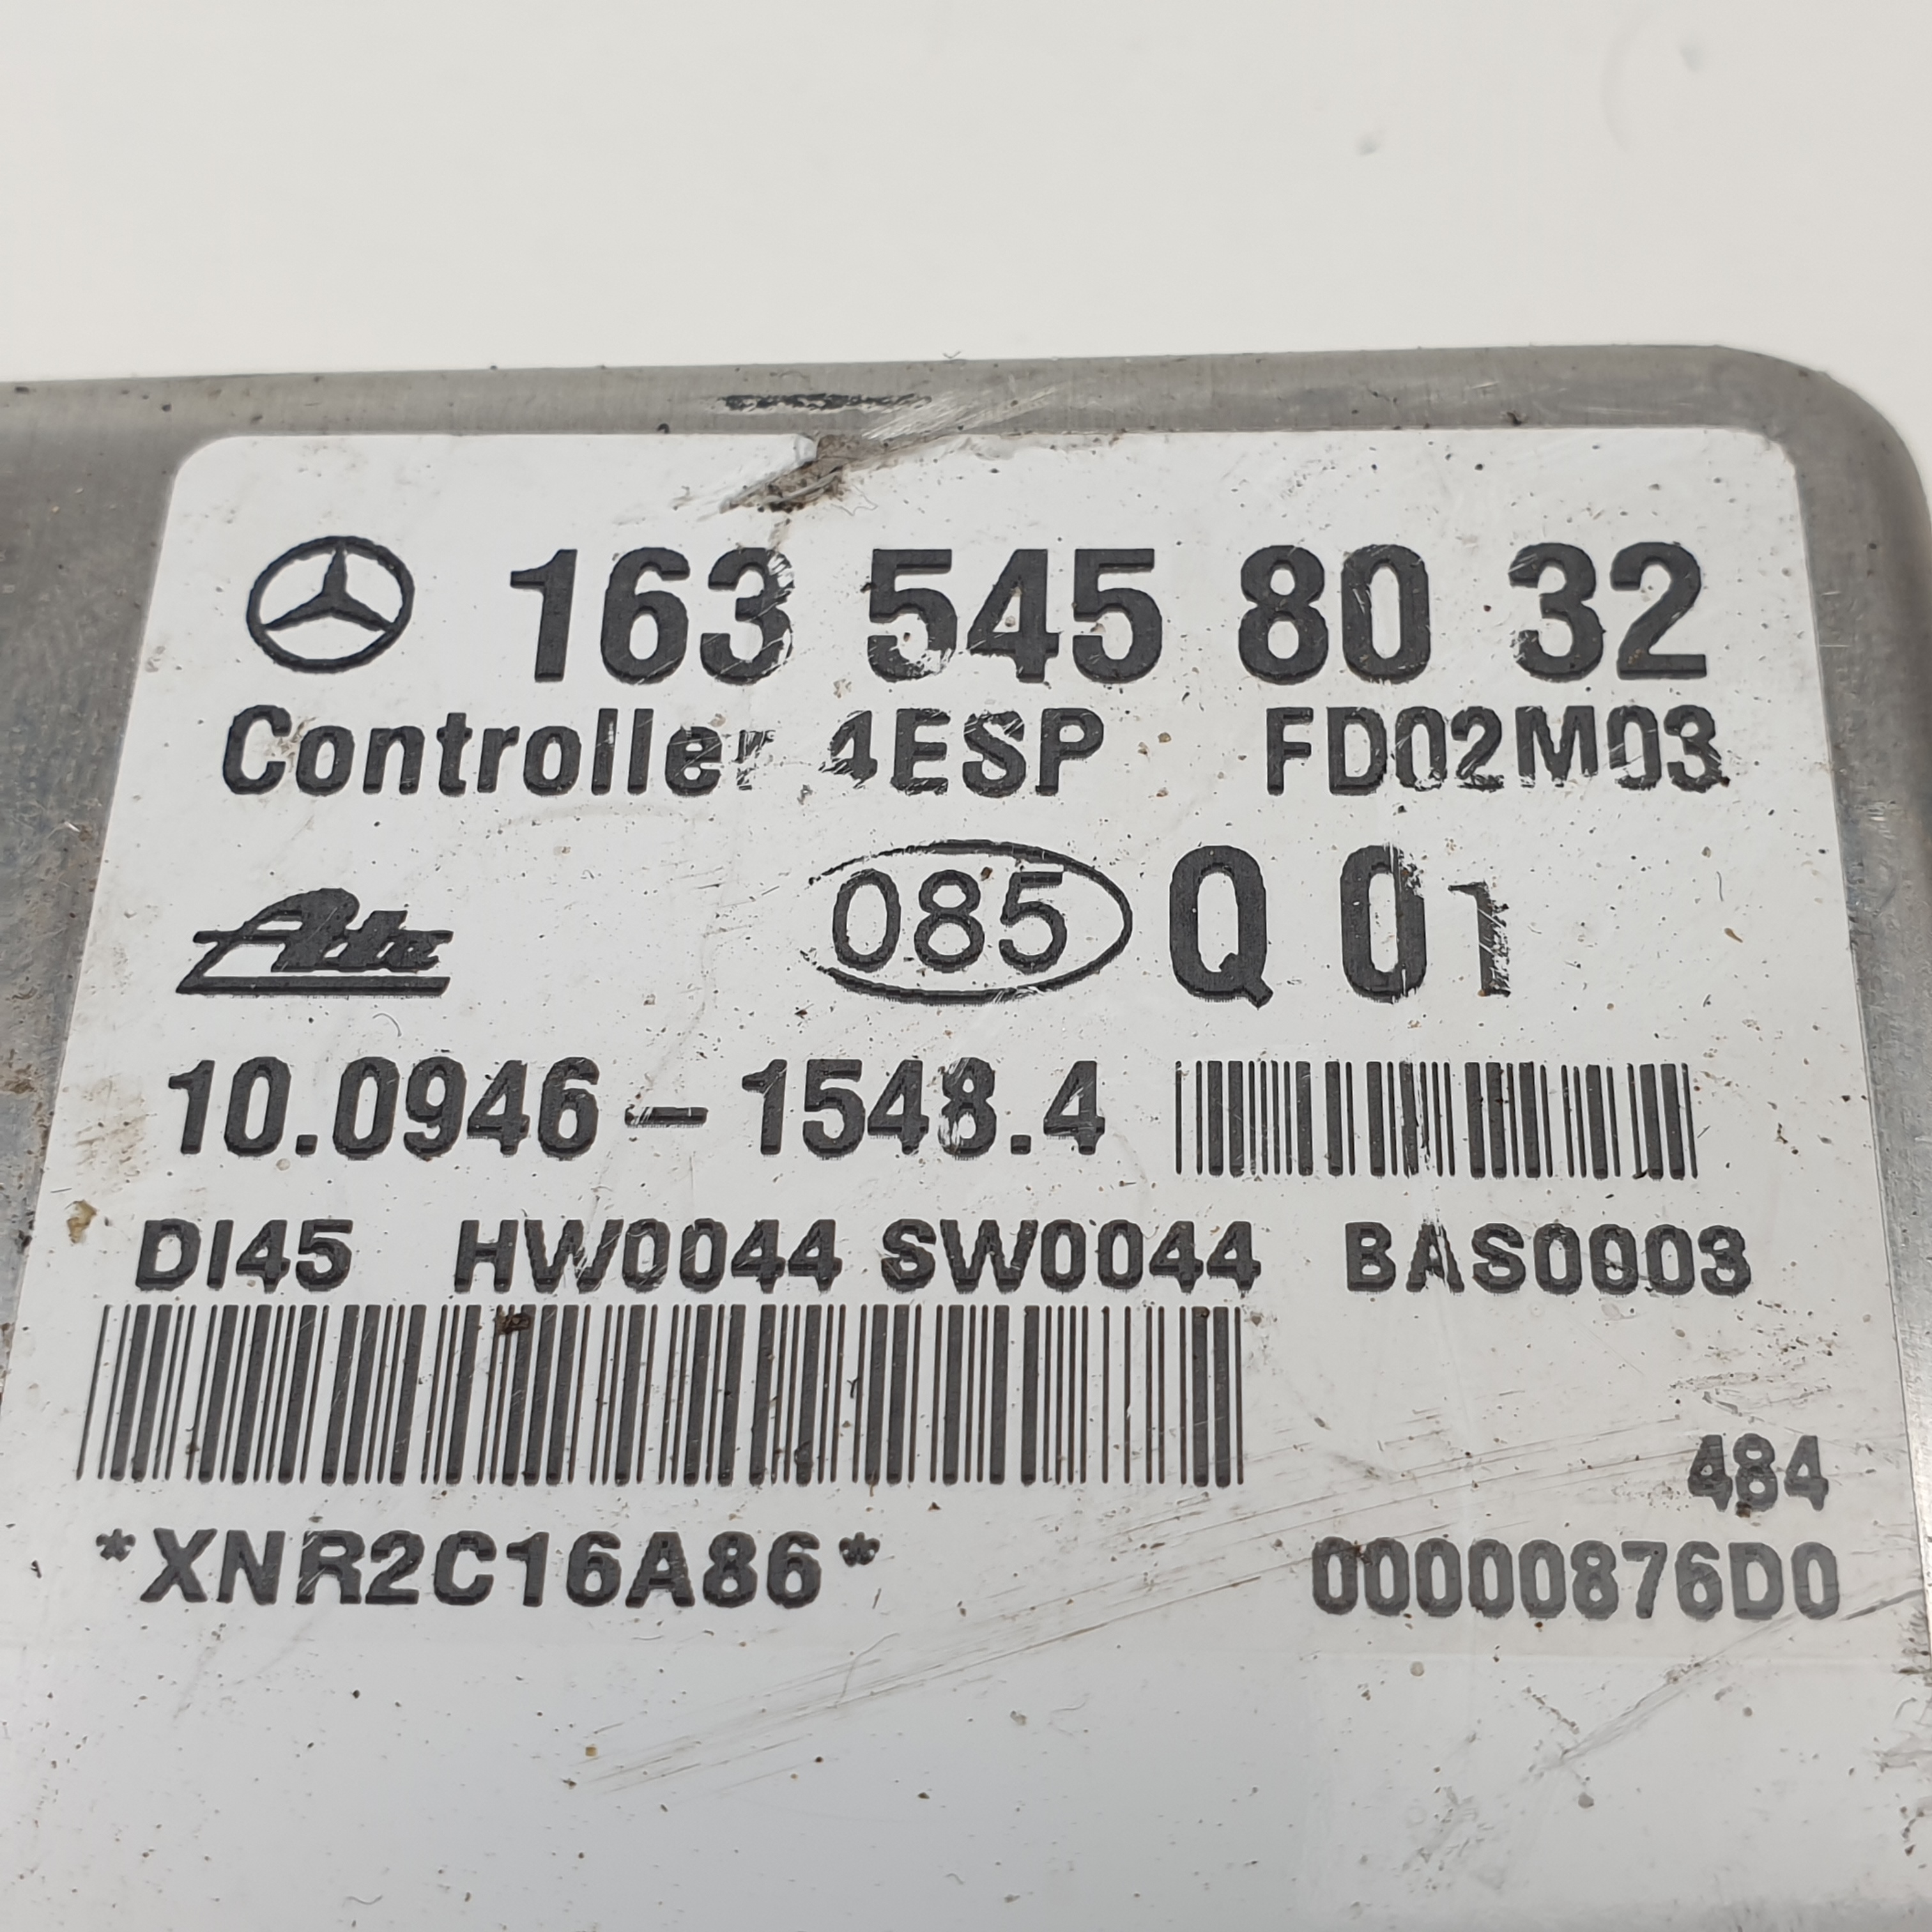 163 545 80 32
Controller 4ESP FD02M03
Ate 085 Q 01
10.0946-1548.4
DI45 HW0044 SW0044 BAS0003
484
*XNR2C16A86* 00000876D0